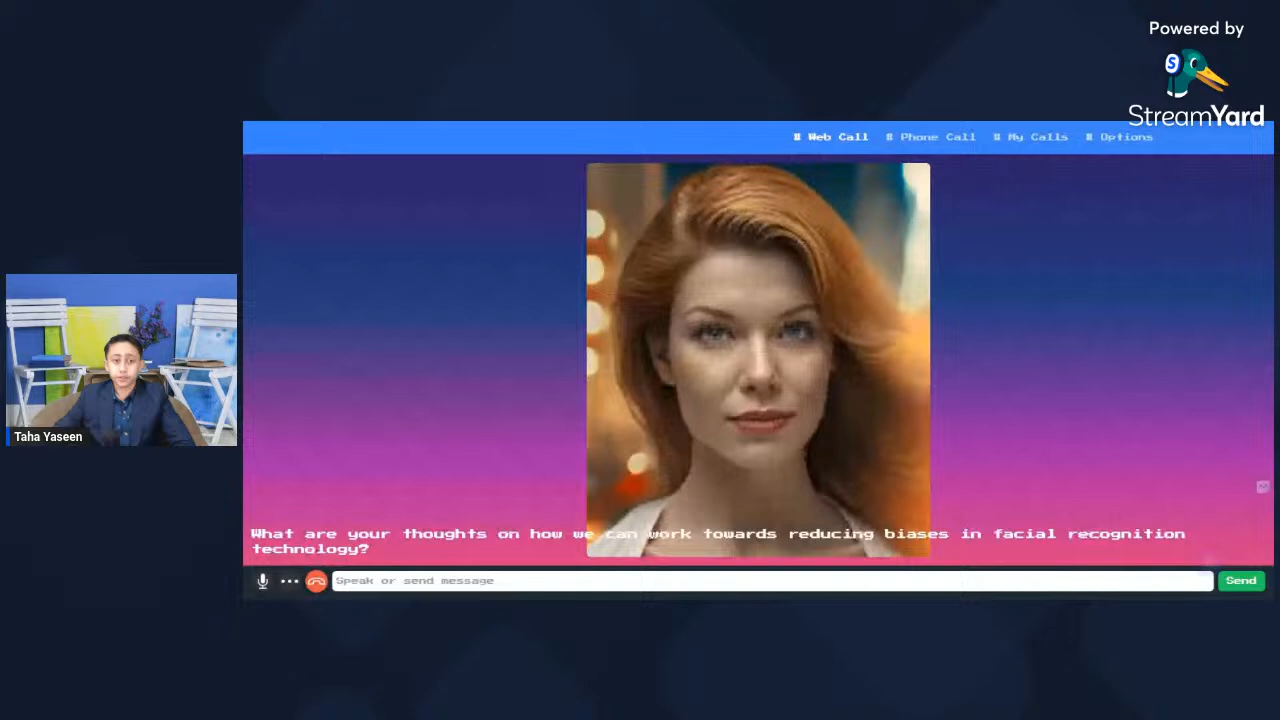 Powered by
StreamYard
# Web Call # Phone Call # My Calls # Options
Taha Yaseen
What are your thoughts on how we can work towards reducing biases in facial recognition
technology?
Speak or send message
Send